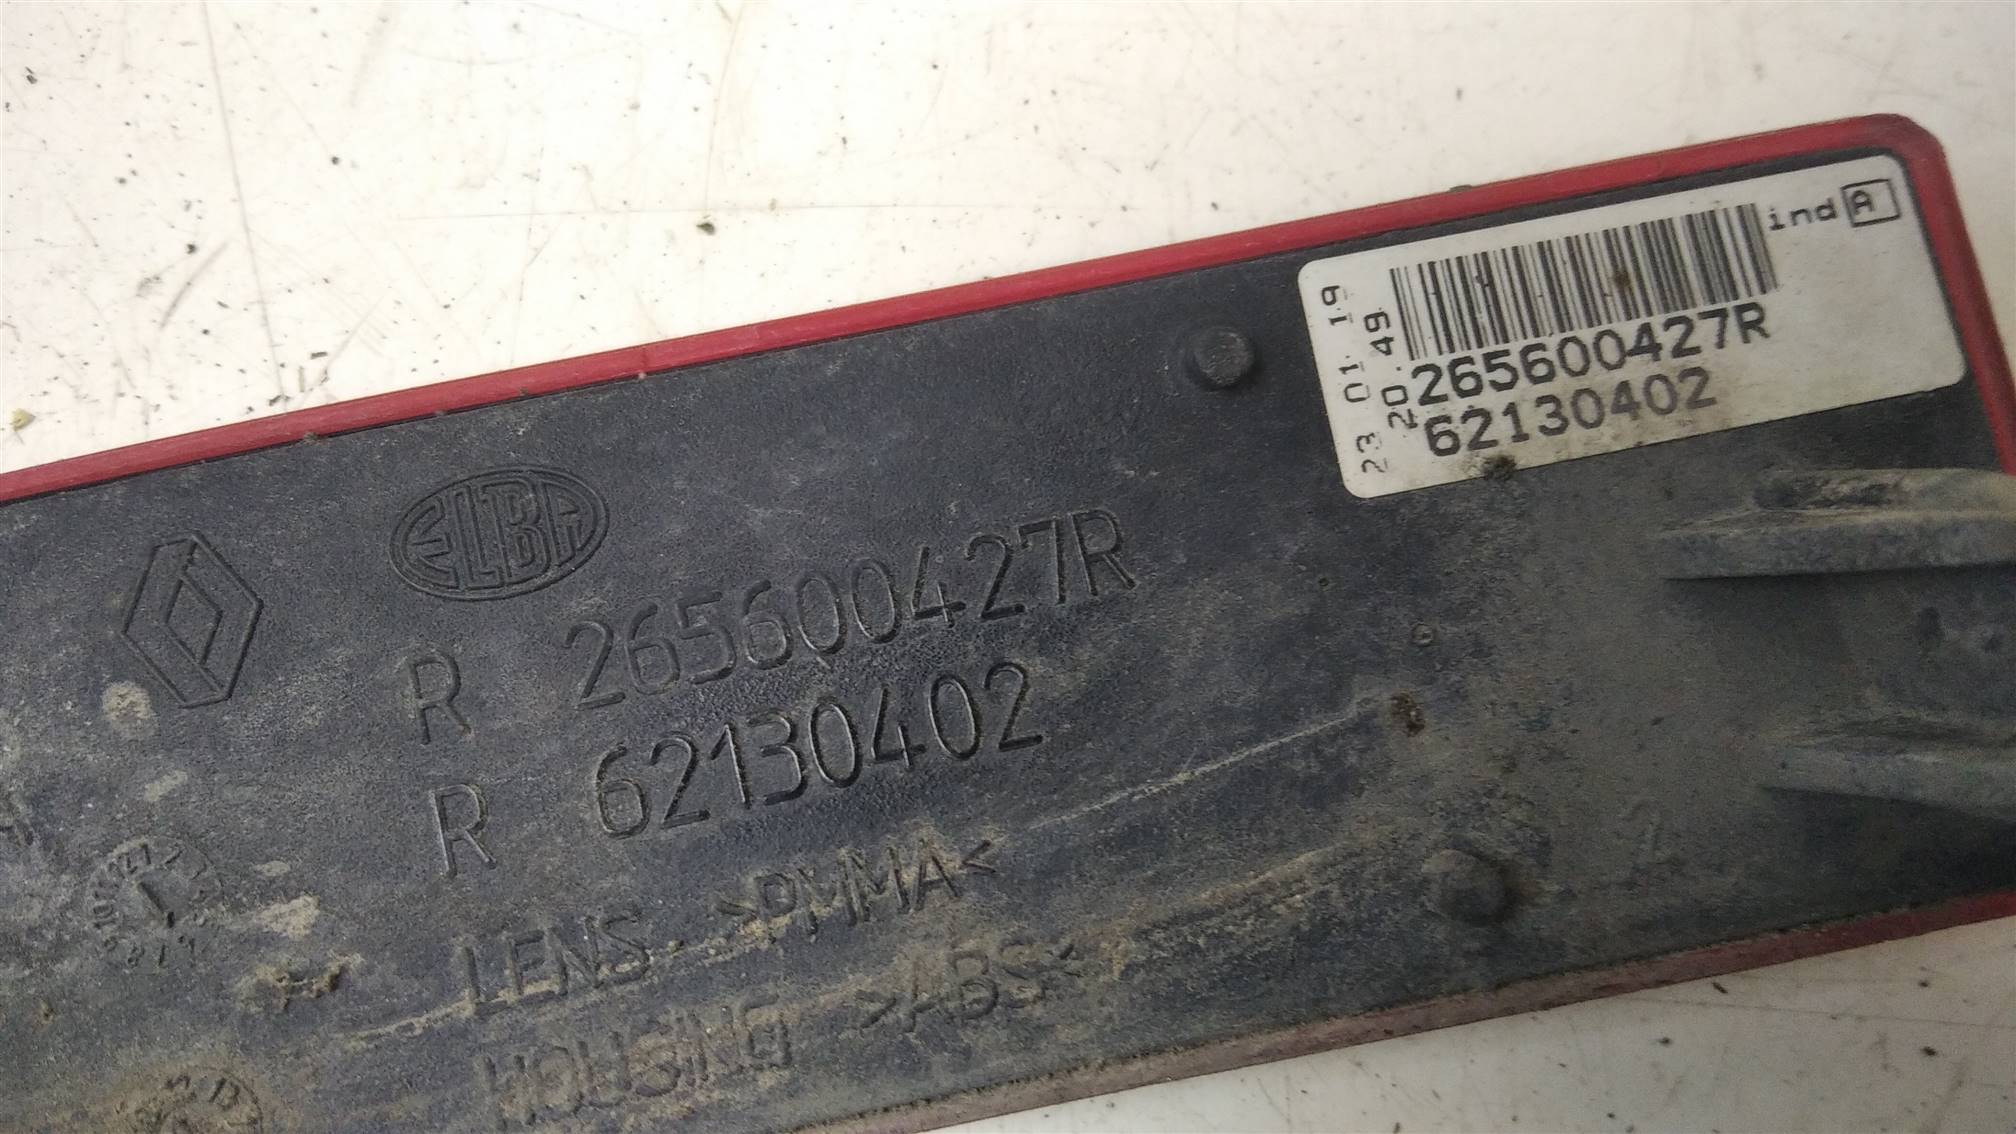 ind A
23 01 19
20.49
265600427R
62130402
ELBA
R 265600427R
R 62130402
LENS >PMMA<
HOUSING >ABS<